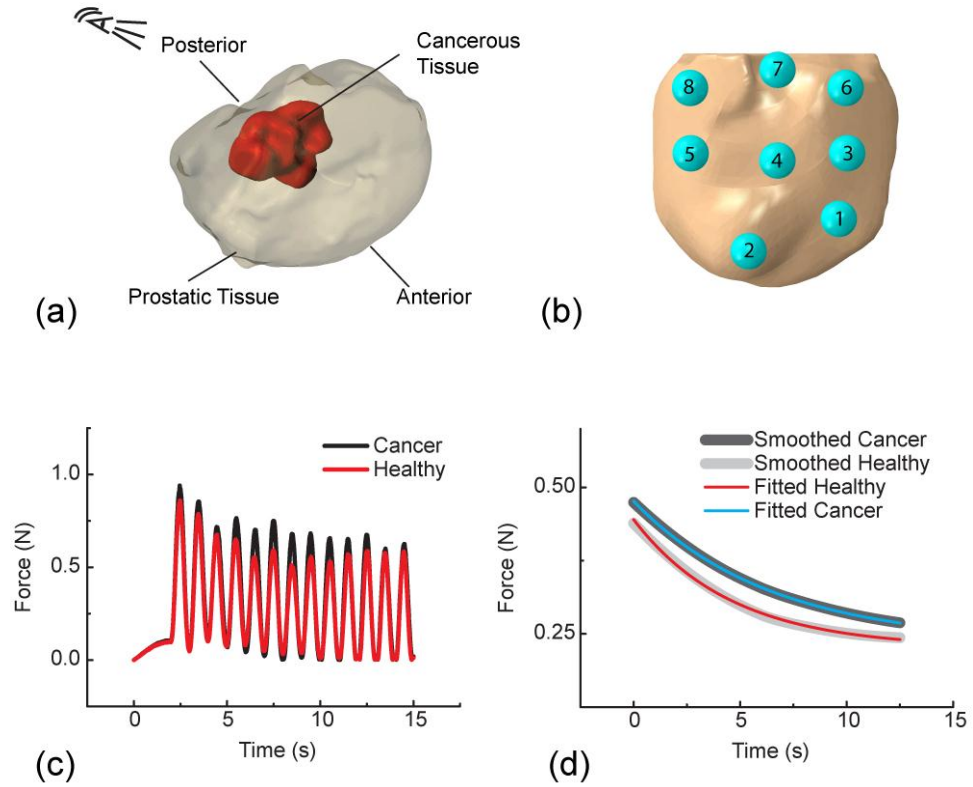 Posterior
Cancerous
Tissue
Prostatic Tissue
Anterior
(a)
7
8
6
5
4
3
1
2
(b)
Cancer
Healthy
1.0
0.5
0.0
Force (N)
0
5
10
15
Time (s)
(c)
Smoothed Cancer
Smoothed Healthy
Fitted Healthy
Fitted Cancer
0.50
0.25
Force (N)
0
5
10
15
Time (s)
(d)